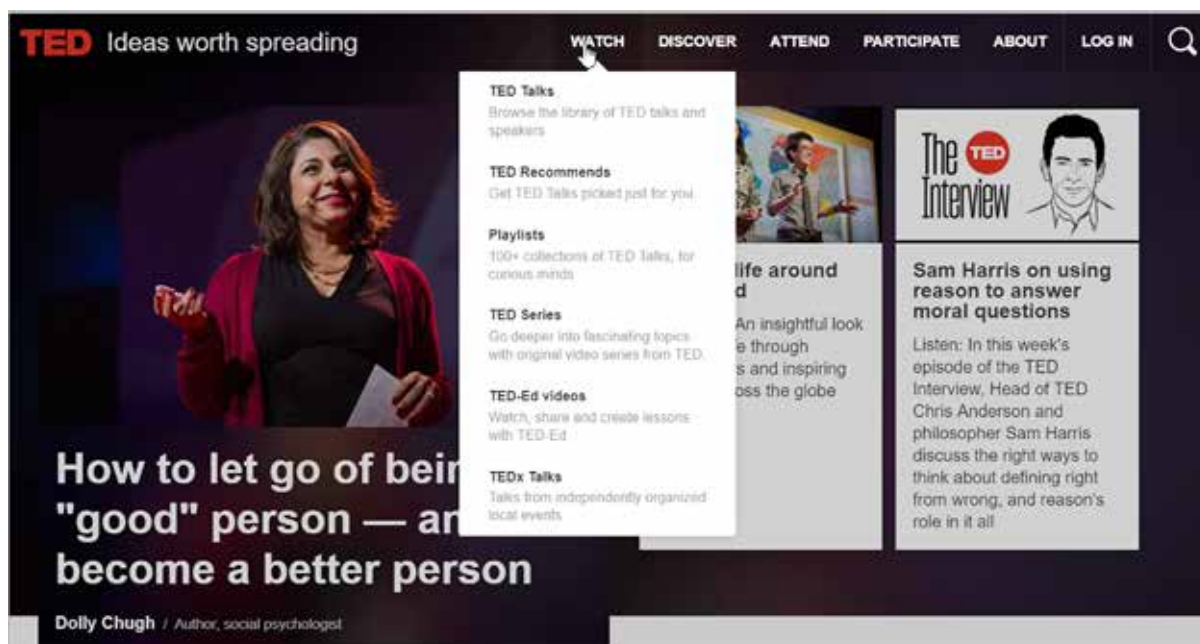 TED Ideas worth spreading
WATCH DISCOVER ATTEND PARTICIPATE ABOUT LOG IN
TED Talks
Browse the library of TED talks and
speakers
TED Recommends
Get TED Talks picked just for you.
Playlists
100+ collections of TED Talks, for
curious minds
TED Series
Go deeper into fascinating topics
with original video series from TED.
TED-Ed videos
Watch, share and create lessons
with TED-Ed
TEDx Talks
Talks from independently organized
local events
How to let go of bein
"good" person — an
become a better person
Dolly Chugh / Author, social psychologist
life around
d
An insightful look
e through
s and inspiring
oss the globe
The TED
Interview
Sam Harris on using
reason to answer
moral questions
Listen: In this week's
episode of the TED
Interview, Head of TED
Chris Anderson and
philosopher Sam Harris
discuss the right ways to
think about defining right
from wrong, and reason's
role in it all